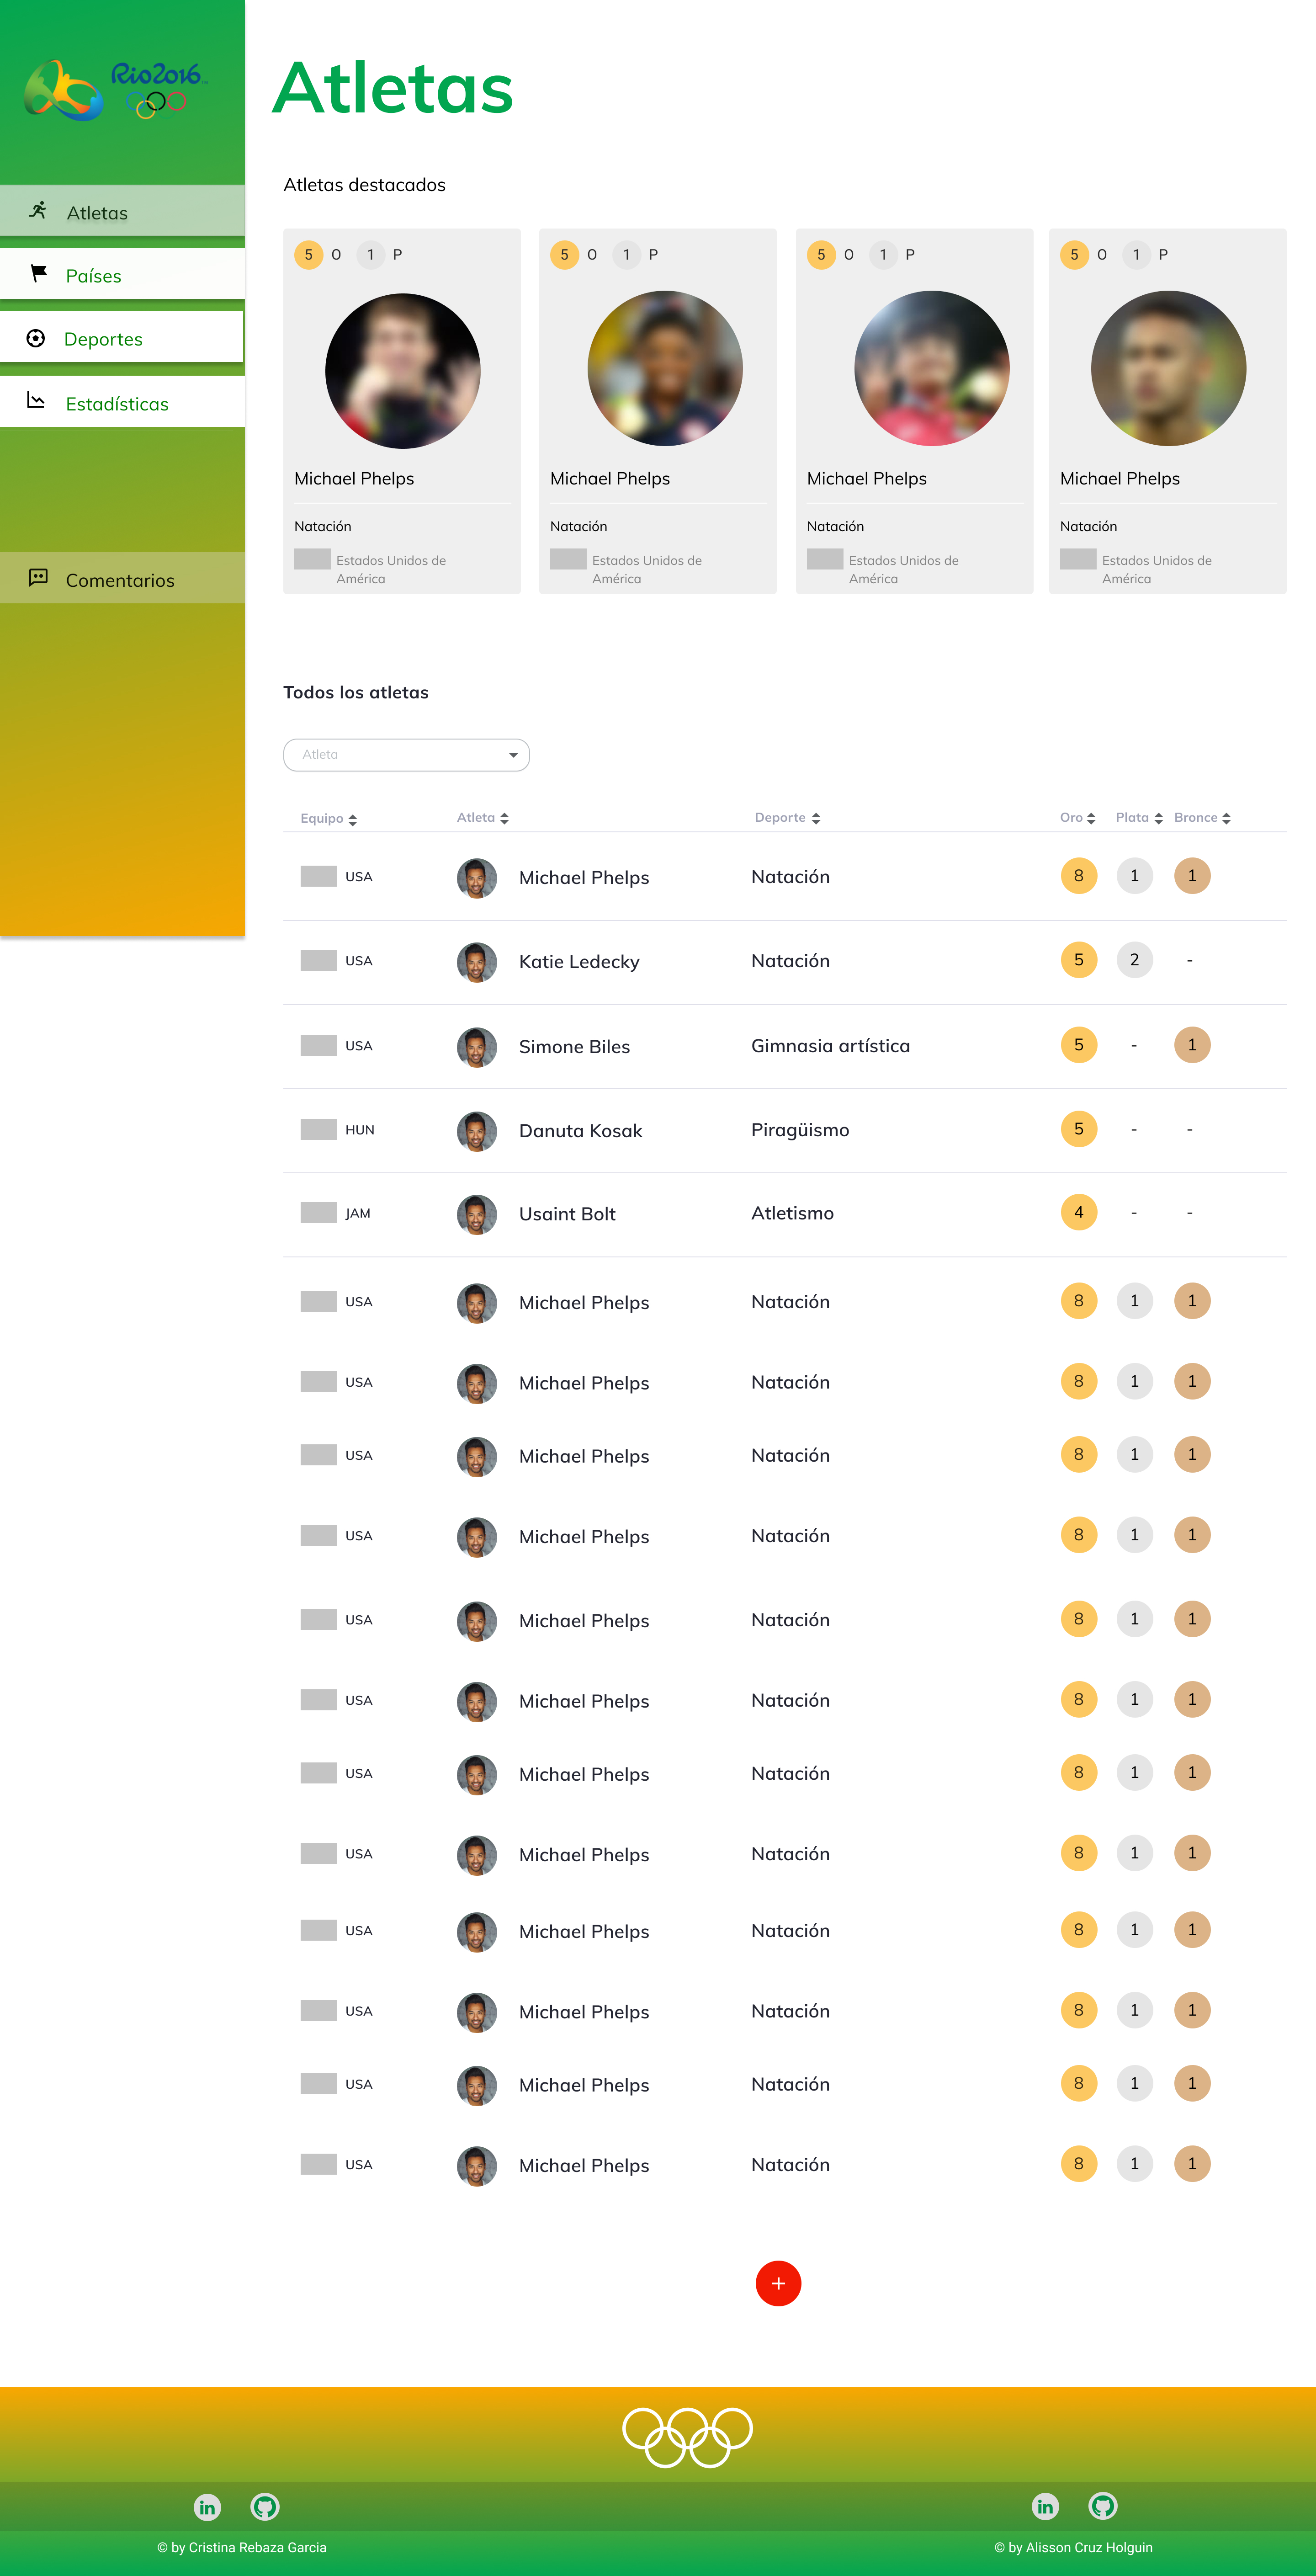 Rio2016
Atletas
Países
Deportes
Estadísticas
Comentarios
Atletas
Atletas destacados
5 O 1 P
Michael Phelps
Natación
Estados Unidos de
América
5 O 1 P
Michael Phelps
Natación
Estados Unidos de
América
5 O 1 P
Michael Phelps
Natación
Estados Unidos de
América
5 O 1 P
Michael Phelps
Natación
Estados Unidos de
América
Todos los atletas
Atleta
Equipo Atleta Deporte Oro Plata Bronce
USA Michael Phelps Natación 8 1 1
USA Katie Ledecky Natación 5 2 -
USA Simone Biles Gimnasia artística 5 - 1
HUN Danuta Kosak Piragüismo 5 - -
JAM Usaint Bolt Atletismo 4 - -
USA Michael Phelps Natación 8 1 1
USA Michael Phelps Natación 8 1 1
USA Michael Phelps Natación 8 1 1
USA Michael Phelps Natación 8 1 1
USA Michael Phelps Natación 8 1 1
USA Michael Phelps Natación 8 1 1
USA Michael Phelps Natación 8 1 1
USA Michael Phelps Natación 8 1 1
USA Michael Phelps Natación 8 1 1
USA Michael Phelps Natación 8 1 1
USA Michael Phelps Natación 8 1 1
USA Michael Phelps Natación 8 1 1
+
in
in
© by Cristina Rebaza Garcia
© by Alisson Cruz Holguin